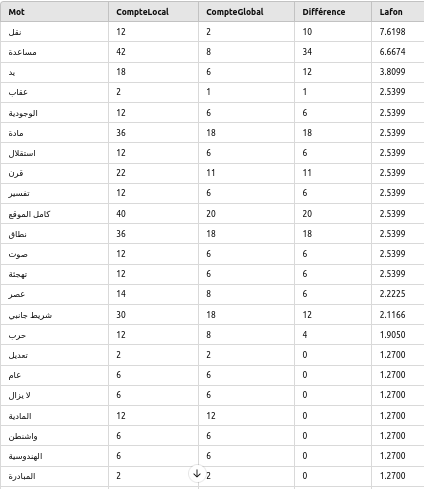 Mot CompteLocal CompteGlobal Différence Lafon
نقل 12 2 10 7.6198
مساعدة 42 8 34 6.6674
يد 18 6 12 3.8099
عقاب 2 1 1 2.5399
الوجودية 12 6 6 2.5399
مادة 36 18 18 2.5399
استقلال 12 6 6 2.5399
قرن 22 11 11 2.5399
تفسير 12 6 6 2.5399
كامل الموقع 40 20 20 2.5399
نطاق 36 18 18 2.5399
صوت 12 6 6 2.5399
تهجئة 12 6 6 2.5399
عصر 14 8 6 2.2225
شريط جانبي 30 18 12 2.1166
حرب 12 8 4 1.9050
تعديل 2 2 0 1.2700
عام 6 6 0 1.2700
لا يزال 6 6 0 1.2700
المادية 12 12 0 1.2700
واشنطن 6 6 0 1.2700
الهندوسية 6 6 0 1.2700
المبادرة 2 2 0 1.2700